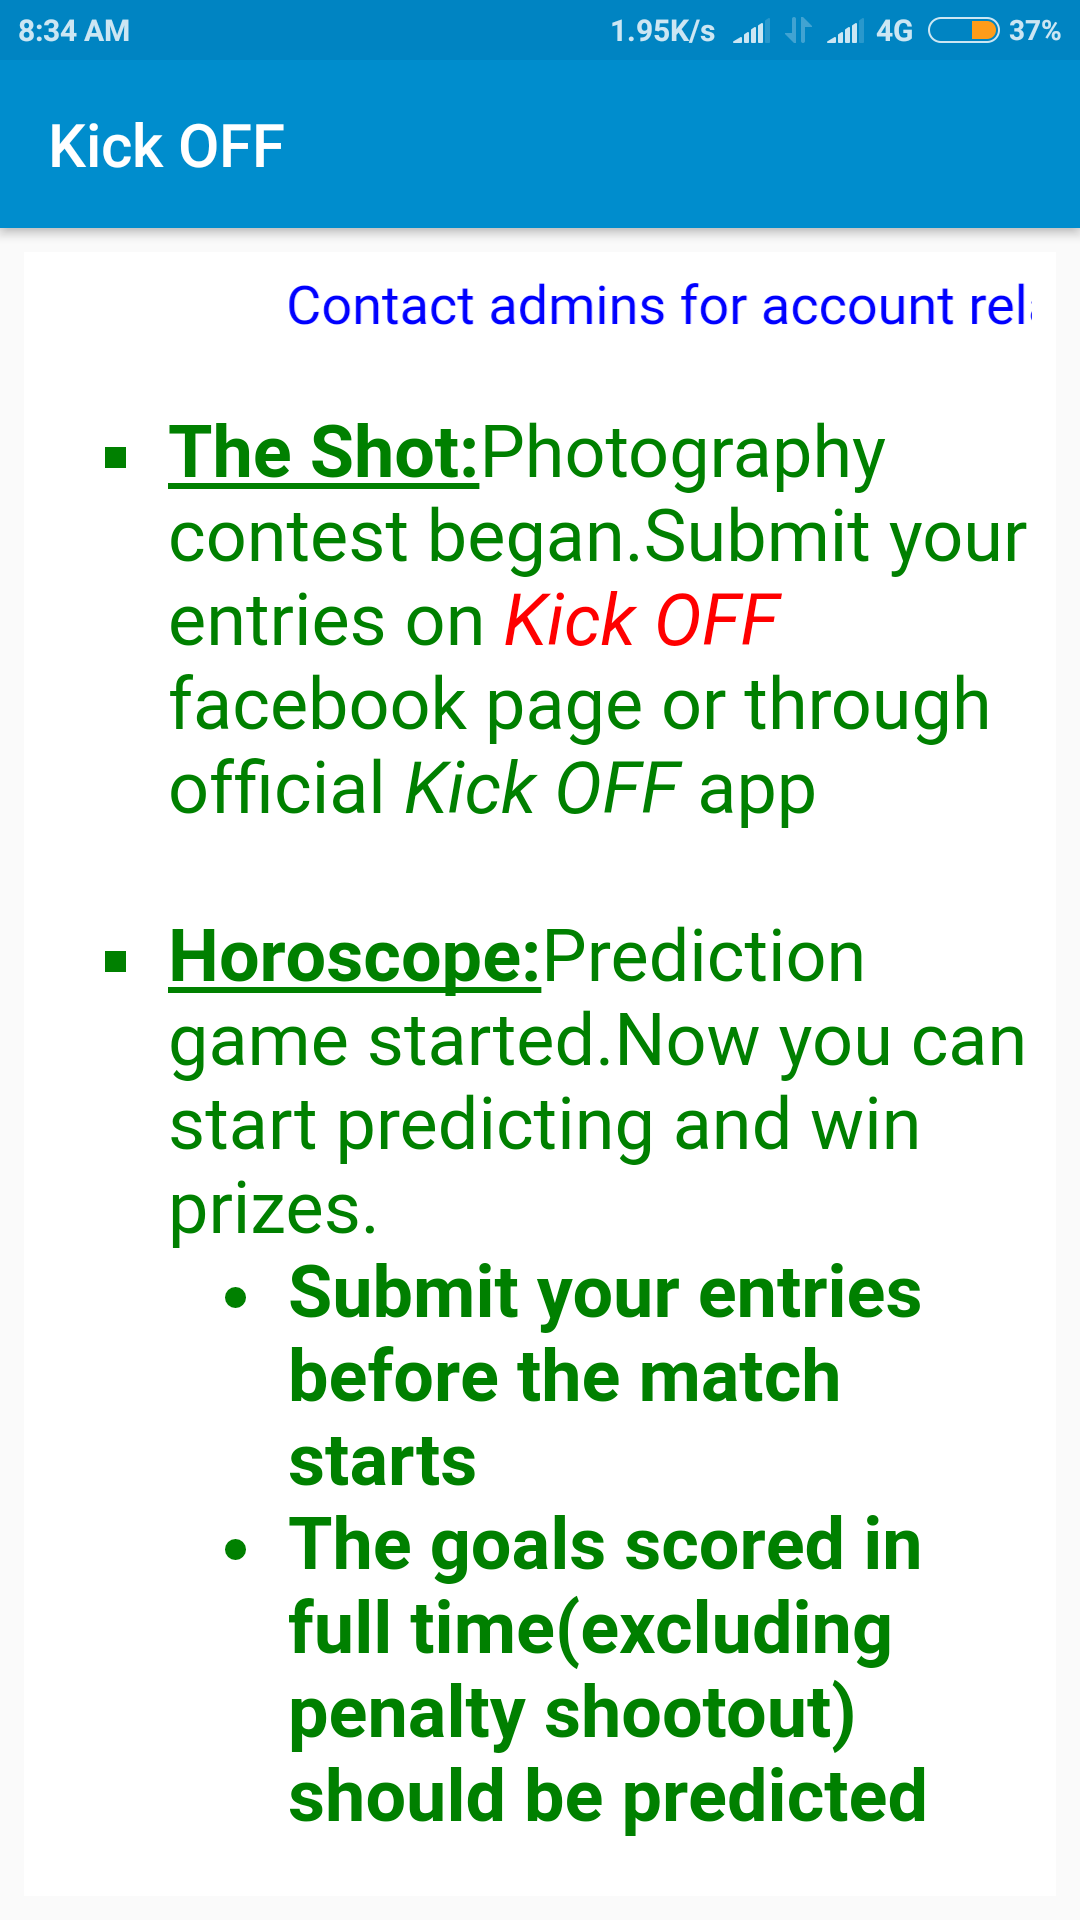 8:34 AM 1.95K/s 4G 37%
Kick OFF
Contact admins for account
The Shot:Photography
contest began.Submit your
entries on Kick OFF
facebook page or through
official Kick OFF app
Horoscope:Prediction
game started.Now you can
start predicting and win
prizes.
Submit your entries
before the match
starts
The goals scored in
full time(excluding
penalty shootout)
should be predicted